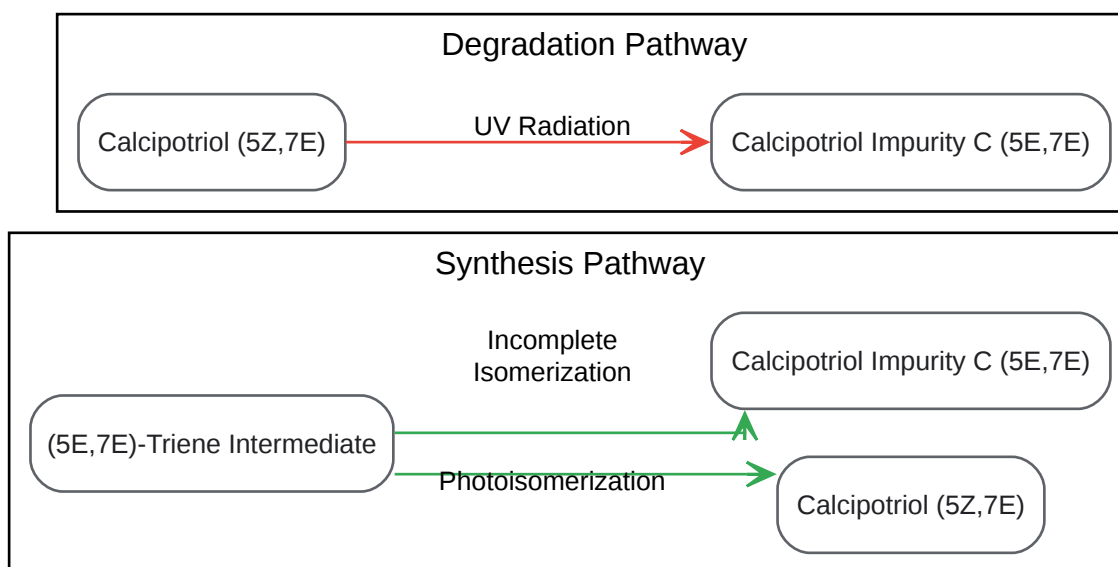 Degradation Pathway
Calcipotriol (5Z,7E)
UV Radiation
Calcipotriol Impurity C (5E,7E)
Synthesis Pathway
Incomplete
Isomerization
Calcipotriol Impurity C (5E,7E)
(5E,7E)-Triene Intermediate
Photoisomerization
Calcipotriol (5Z,7E)